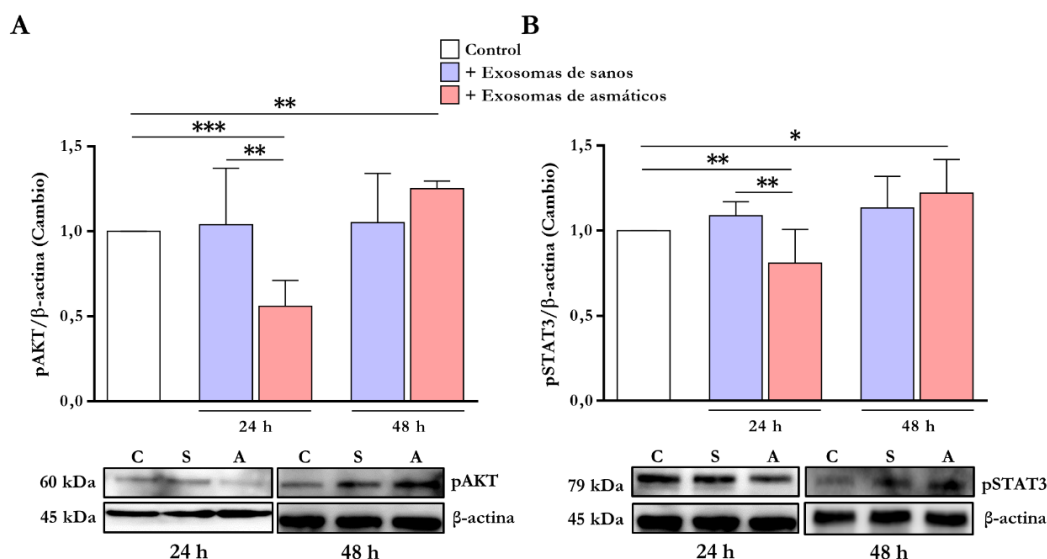 A
B
Control
+ Exosomas de sanos
+ Exosomas de asmáticos
**
***
**
pAKT/β-actina (Cambio)
1,5
1,0
0,5
0,0
24 h
48 h
C S A C S A
60 kDa
pAKT
45 kDa
β-actina
24 h
48 h
*
**
**
pSTAT3/β-actina (Cambio)
1,5
1,0
0,5
0,0
24 h
48 h
C S A C S A
79 kDa
pSTAT3
45 kDa
β-actina
24 h
48 h